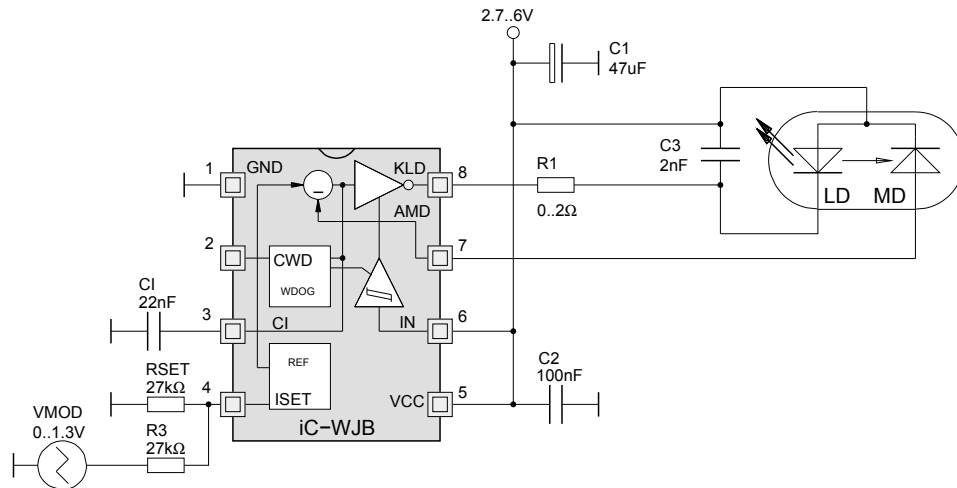 2.7..6V
C1
47uF
C3
2nF
LD
MD
R1
0..2Ω
1
GND
KLD
8
−
AMD
7
2
CWD
WDOG
CI
22nF
3
CI
IN
6
REF
ISET
RSET
27kΩ
4
VCC
5
C2
100nF
VMOD
0..1.3V
R3
27kΩ
iC−WJB